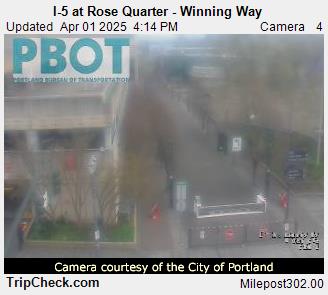 I-5 at Rose Quarter - Winning Way
Updated Apr 01 2025 4:14 PM Camera 4
PBOT
PORTLAND BUREAU OF TRANSPORTATION
Camera courtesy of the City of Portland
TripCheck.com Milepost302.00